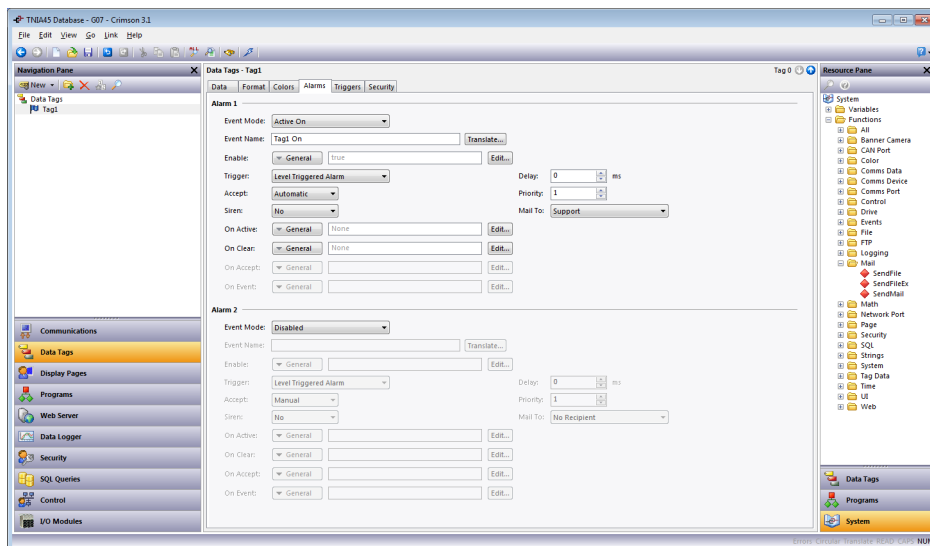 TNIA45 Database - G07 - Crimson 3.1
File Edit View Go Link Help
Navigation Pane
New
Data Tags
Tag1
Communications
Data Tags
Display Pages
Programs
Web Server
Data Logger
Security
SQL Queries
Control
I/O Modules
Data Tags - Tag1
Tag 0
Data Format Colors Alarms Triggers Security
Alarm 1
Event Mode: Active On
Event Name: Tag1 On Translate...
Enable: General true Edit...
Trigger: Level Triggered Alarm Delay: 0 ms
Accept: Automatic Priority: 1
Siren: No Mail To: Support
On Active: General None Edit...
On Clear: General None Edit...
On Accept: General Edit...
On Event: General Edit...
Alarm 2
Event Mode: Disabled
Event Name: Translate...
Enable: General Edit...
Trigger: Level Triggered Alarm Delay: 0 ms
Accept: Manual Priority: 1
Siren: No Mail To: No Recipient
On Active: General Edit...
On Clear: General Edit...
On Accept: General Edit...
On Event: General Edit...
Resource Pane
System
Variables
Functions
All
Banner Camera
CAN Port
Color
Comms Data
Comms Device
Comms Port
Control
Drive
Events
File
FTP
Logging
Mail
SendFile
SendFileEx
SendMail
Math
Network Port
Page
Security
SQL
Strings
System
Tag Data
Time
UI
Web
Data Tags
Programs
System
Errors Circular Translate READ CAPS NUM